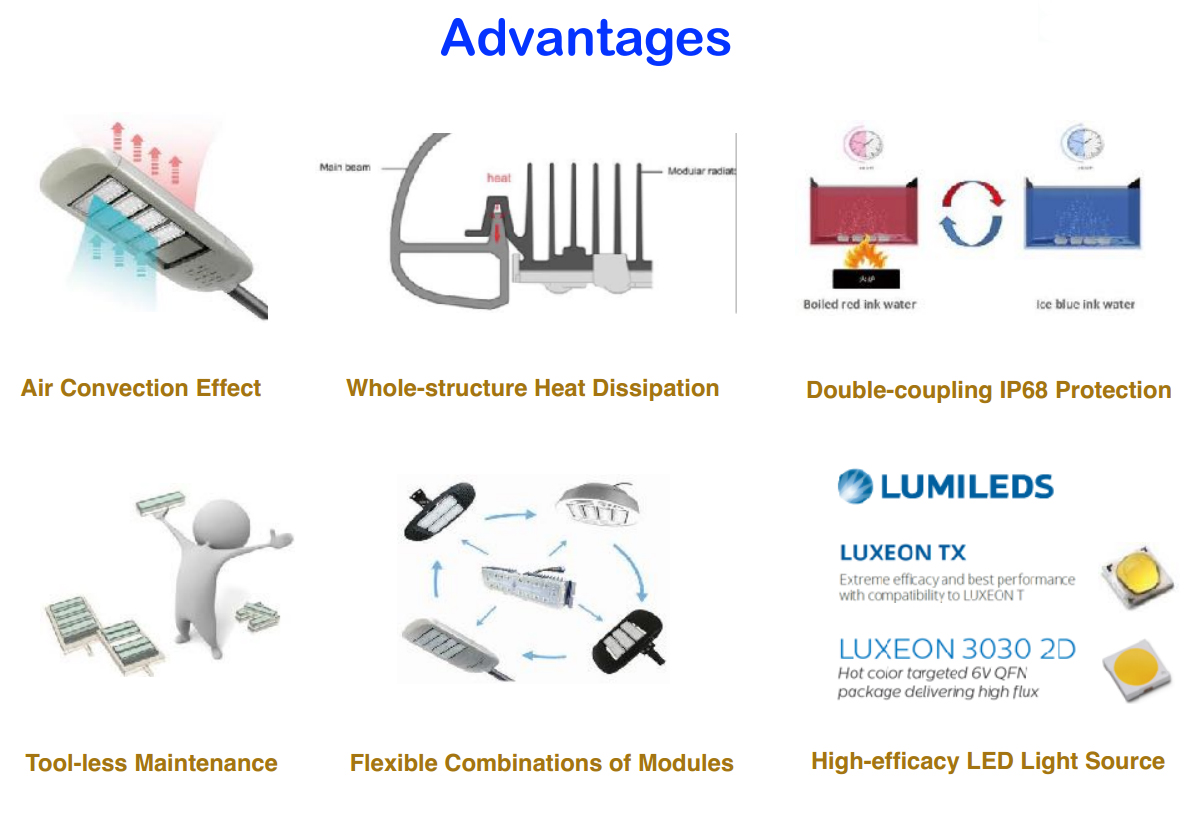 Advantages
Main beam
heat
Modular radiat
Boiled red ink water
Ice blue ink water
Air Convection Effect
Whole-structure Heat Dissipation
Double-coupling IP68 Protection
LUMILEDS
LUXEON TX
Extreme efficacy and best performance
with compatibility to LUXEON T
LUXEON 3030 2D
Hot color targeted 6V QFN
package delivering high flux
Tool-less Maintenance
Flexible Combinations of Modules
High-efficacy LED Light Source